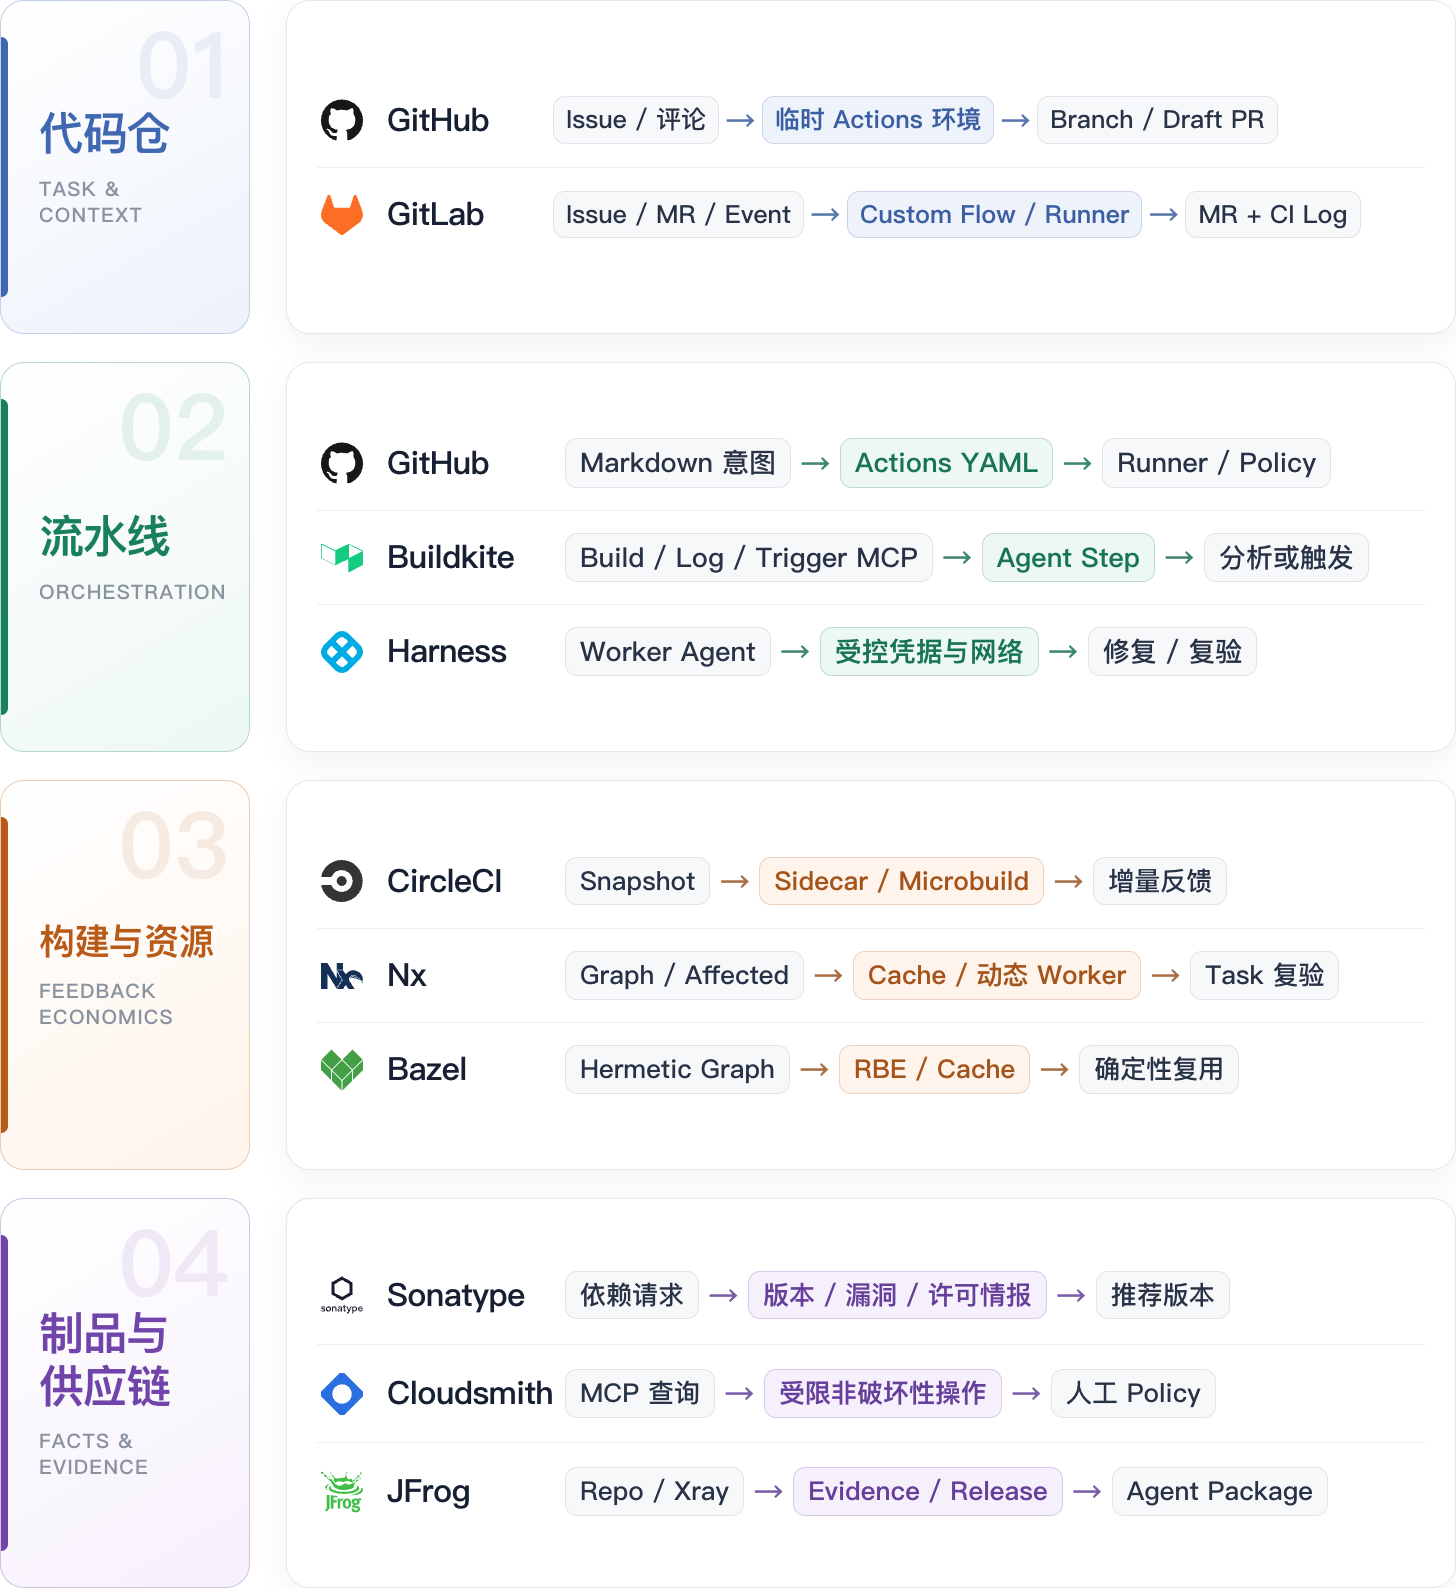 01
代码仓
TASK &
CONTEXT
GitHub Issue / 评论 → 临时 Actions 环境 → Branch / Draft PR
GitLab Issue / MR / Event → Custom Flow / Runner → MR + CI Log
02
流水线
ORCHESTRATION
GitHub Markdown 意图 → Actions YAML → Runner / Policy
Buildkite Build / Log / Trigger MCP → Agent Step → 分析或触发
Harness Worker Agent → 受控凭据与网络 → 修复 / 复验
03
构建与资源
FEEDBACK
ECONOMICS
CircleCI Snapshot → Sidecar / Microbuild → 增量反馈
Nx Nx Graph / Affected → Cache / 动态 Worker → Task 复验
Bazel Hermetic Graph → RBE / Cache → 确定性复用
04
制品与
供应链
FACTS &
EVIDENCE
sonatype Sonatype 依赖请求 → 版本 / 漏洞 / 许可情报 → 推荐版本
Cloudsmith MCP 查询 → 受限非破坏性操作 → 人工 Policy
JFrog JFrog Repo / Xray → Evidence / Release → Agent Package